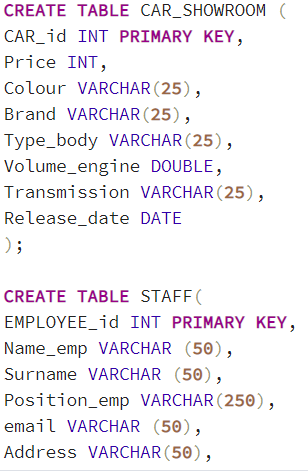 CREATE TABLE CAR_SHOWROOM (
CAR_id INT PRIMARY KEY,
Price INT,
Colour VARCHAR(25),
Brand VARCHAR(25),
Type_body VARCHAR(25),
Volume_engine DOUBLE,
Transmission VARCHAR(25),
Release_date DATE
);

CREATE TABLE STAFF(
EMPLOYEE_id INT PRIMARY KEY,
Name_emp VARCHAR (50),
Surname VARCHAR (50),
Position_emp VARCHAR(250),
email VARCHAR (50),
Address VARCHAR(50),